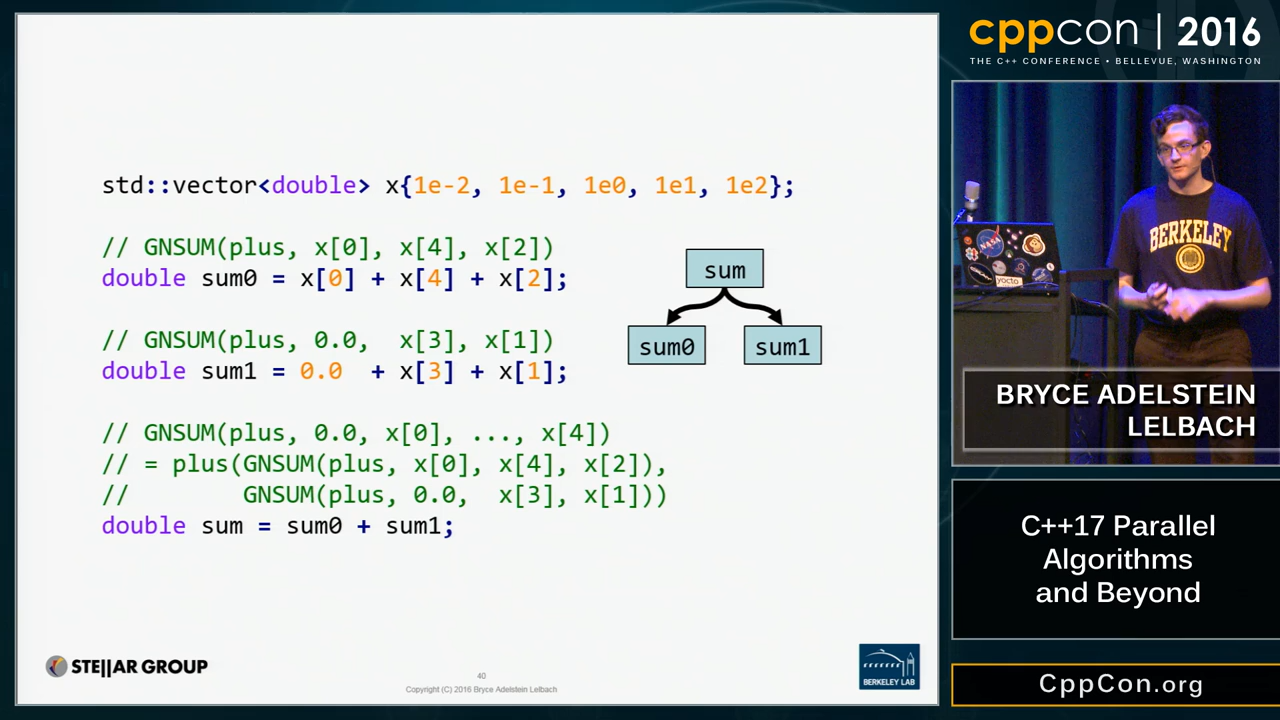 std::vector<double> x{1e-2, 1e-1, 1e0, 1e1, 1e2};
// GNSUM(plus, x[0], x[4], x[2])
double sum0 = x[0] + x[4] + x[2];
// GNSUM(plus, 0.0,  x[3], x[1])
double sum1 = 0.0  + x[3] + x[1];
// GNSUM(plus, 0.0, x[0], ..., x[4])
// = plus(GNSUM(plus, x[0], x[4], x[2]),
//        GNSUM(plus, 0.0,  x[3], x[1]))
double sum = sum0 + sum1;
sum
sum0 sum1
STE||AR GROUP
40
Copyright (C) 2016 Bryce Adelstein Lelbach
BERKELEY LAB
cppcon | 2016
THE C++ CONFERENCE • BELLEVUE, WASHINGTON
BERKELEY
NASA
yocto
BRYCE ADELSTEIN
LELBACH
C++17 Parallel
Algorithms
and Beyond
CppCon.org